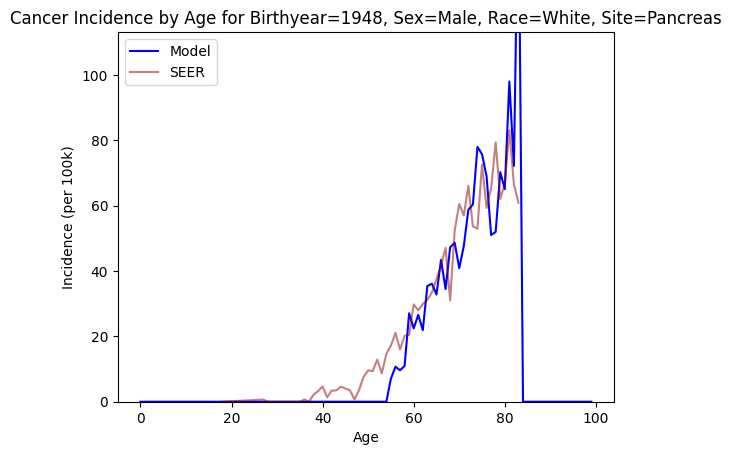 Cancer Incidence by Age for Birthyear=1948, Sex=Male, Race=White, Site=Pancreas
Model
SEER
Incidence (per 100k)
100
80
60
40
20
0
0 20 40 60 80 100
Age